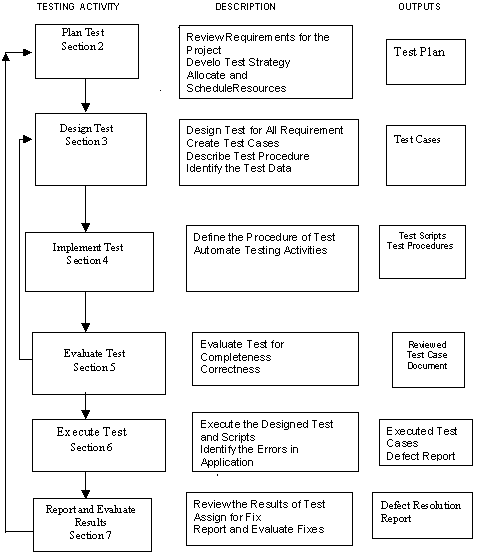 TESTING ACTIVITY
DESCRIPTION
OUTPUTS
Plan Test
Section 2
Review Requirements for the
Project
Develo Test Strategy
Allocate and
ScheduleResources
Test Plan
Design Test
Section 3
Design Test for All Requirement
Create Test Cases
Describe Test Procedure
Identify the Test Data
Test Cases
Implement Test
Section 4
Define the Procedure of Test
Automate Testing Activities
Test Scripts
Test Procedures
Evaluate Test
Section 5
Evaluate Test for
Completeness
Correctness
Reviewed
Test Case
Document
Execute Test
Section 6
Execute the Designed Test
and Scripts
Identify the Errors in
Application
Executed Test
Cases
Defect Report
Report and Evaluate
Results
Section 7
Review the Results of Test
Assign for Fix
Report and Evaluate Fixes
Defect Resolution
Report